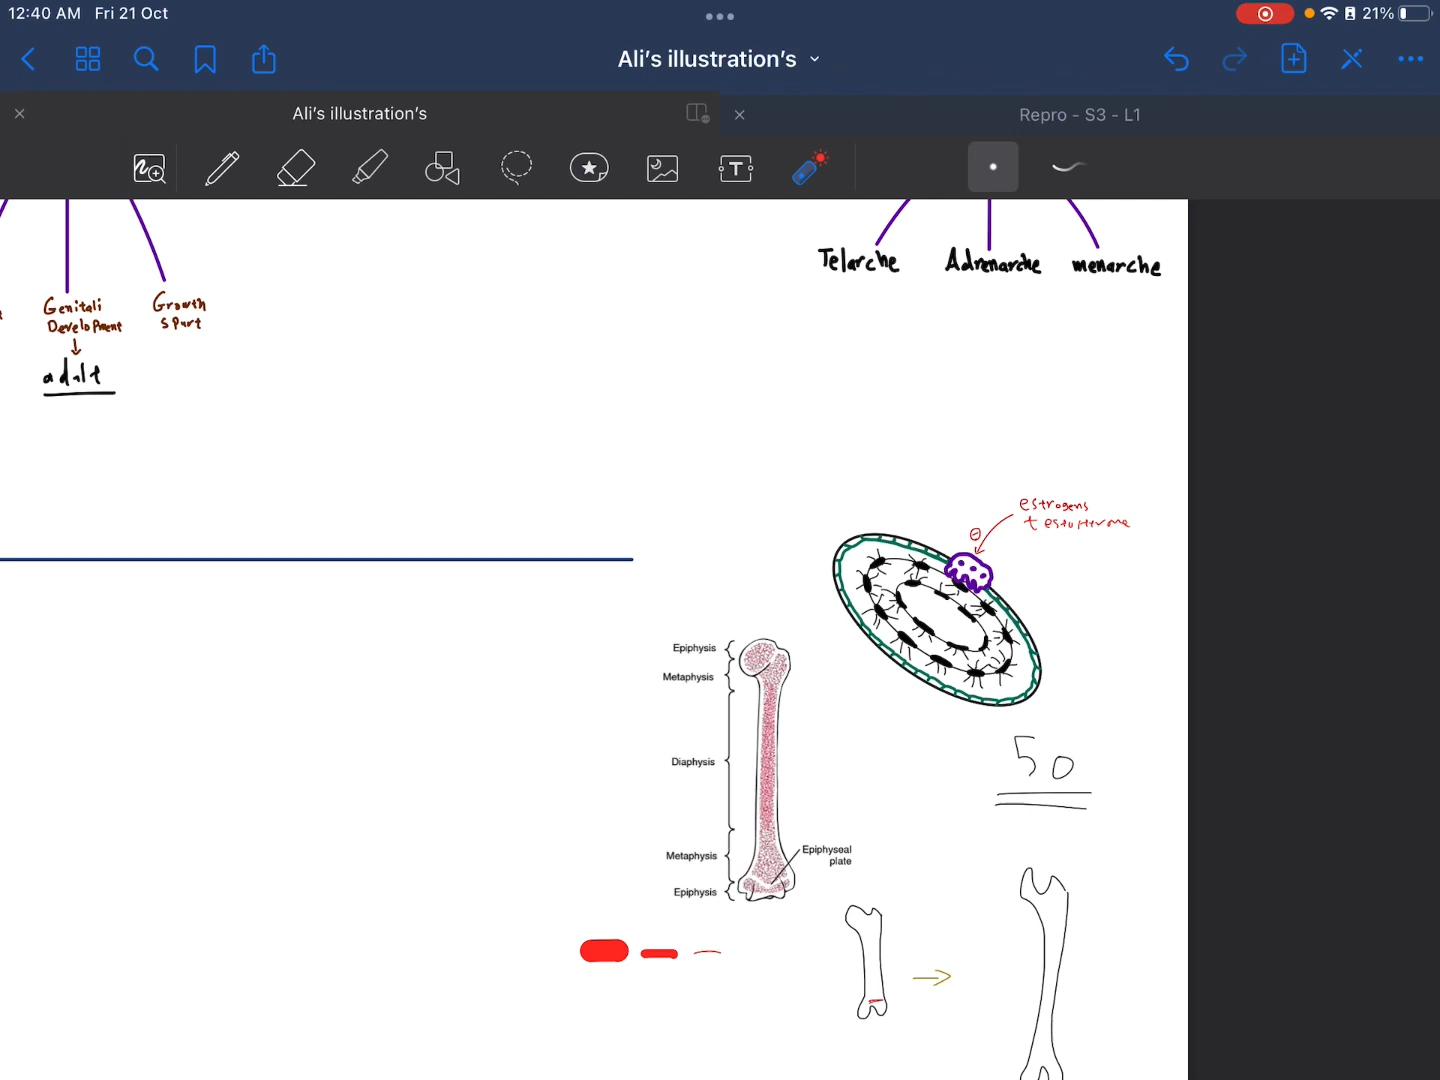 12:40 AM Fri 21 Oct
21%
Ali's illustration's
Ali's illustration's
Repro - S3 - L1
T
Telarche
Adrenarche
menarche
Genitali
Development
adult
Growth
spurt
estrogens
testosterone
Epiphysis
Metaphysis
Diaphysis
Metaphysis
Epiphyseal
plate
Epiphysis
50